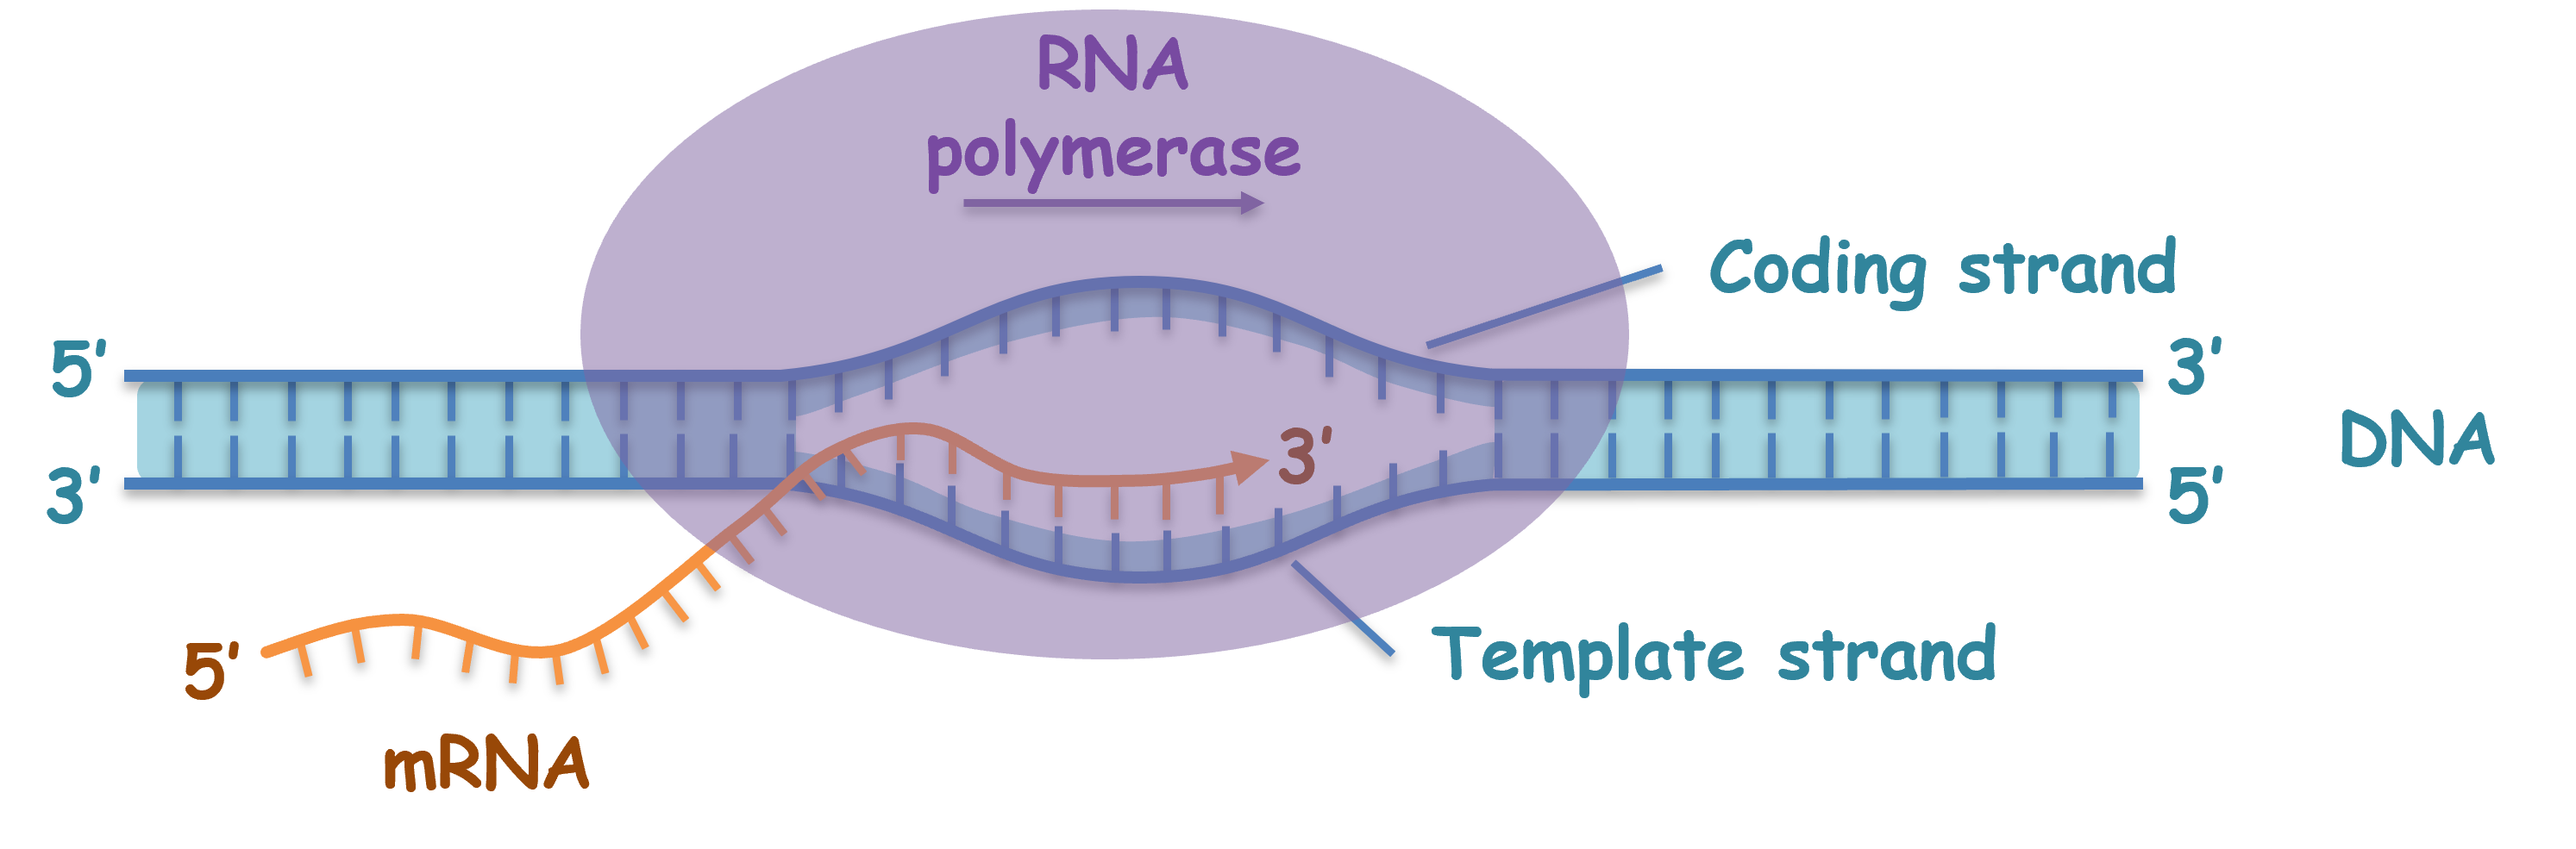 RNA
polymerase
Coding strand
5'
3'
3'
DNA
3'
5'
Template strand
5'
mRNA